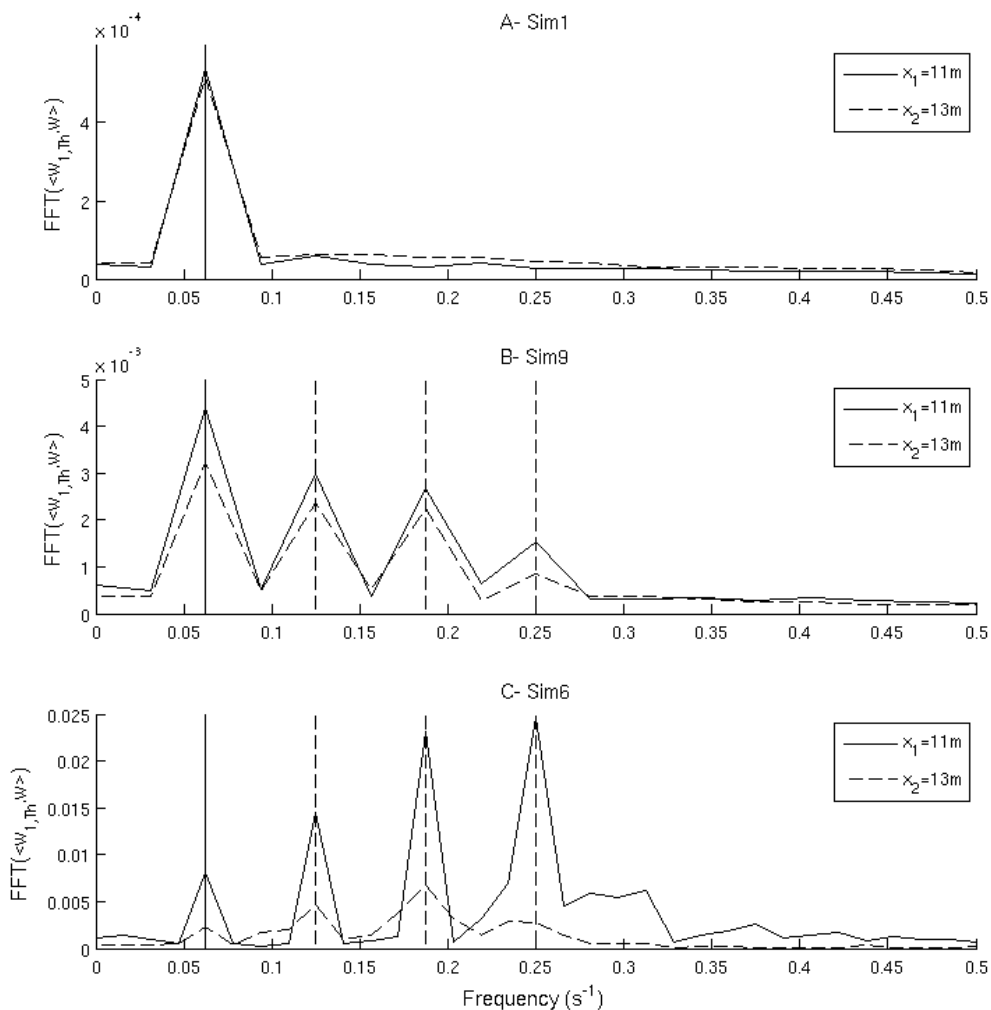 × 10⁻⁴
A- Sim1
FFT(<w₁,Th,w>)
4
2
0
x₁=11m
x₂=13m
0 0.05 0.1 0.15 0.2 0.25 0.3 0.35 0.4 0.45 0.5
× 10⁻³
B- Sim9
FFT(<w₁,Th,w>)
5
4
3
2
1
0
x₁=11m
x₂=13m
0 0.05 0.1 0.15 0.2 0.25 0.3 0.35 0.4 0.45 0.5
C- Sim6
FFT(<w₁,Th,w>)
0.025
0.02
0.015
0.01
0.005
0
x₁=11m
x₂=13m
0 0.05 0.1 0.15 0.2 0.25 0.3 0.35 0.4 0.45 0.5
Frequency (s⁻¹)